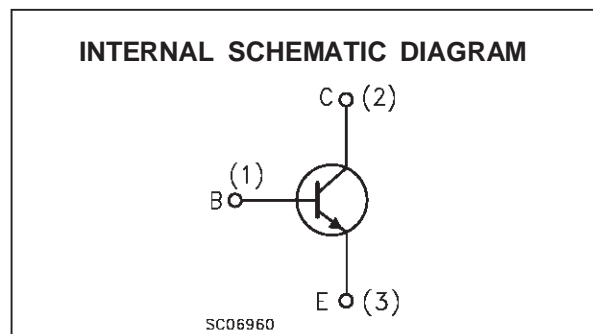 INTERNAL SCHEMATIC DIAGRAM
C (2)
(1)
B
E (3)
SC06960